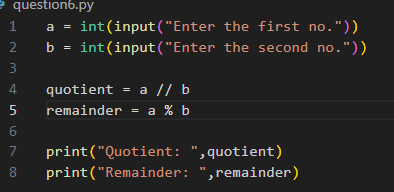 question6.py
1 a = int(input("Enter the first no."))
2 b = int(input("Enter the second no."))
3
4 quotient = a // b
5 remainder = a % b
6
7 print("Quotient: ",quotient)
8 print("Remainder: ",remainder)